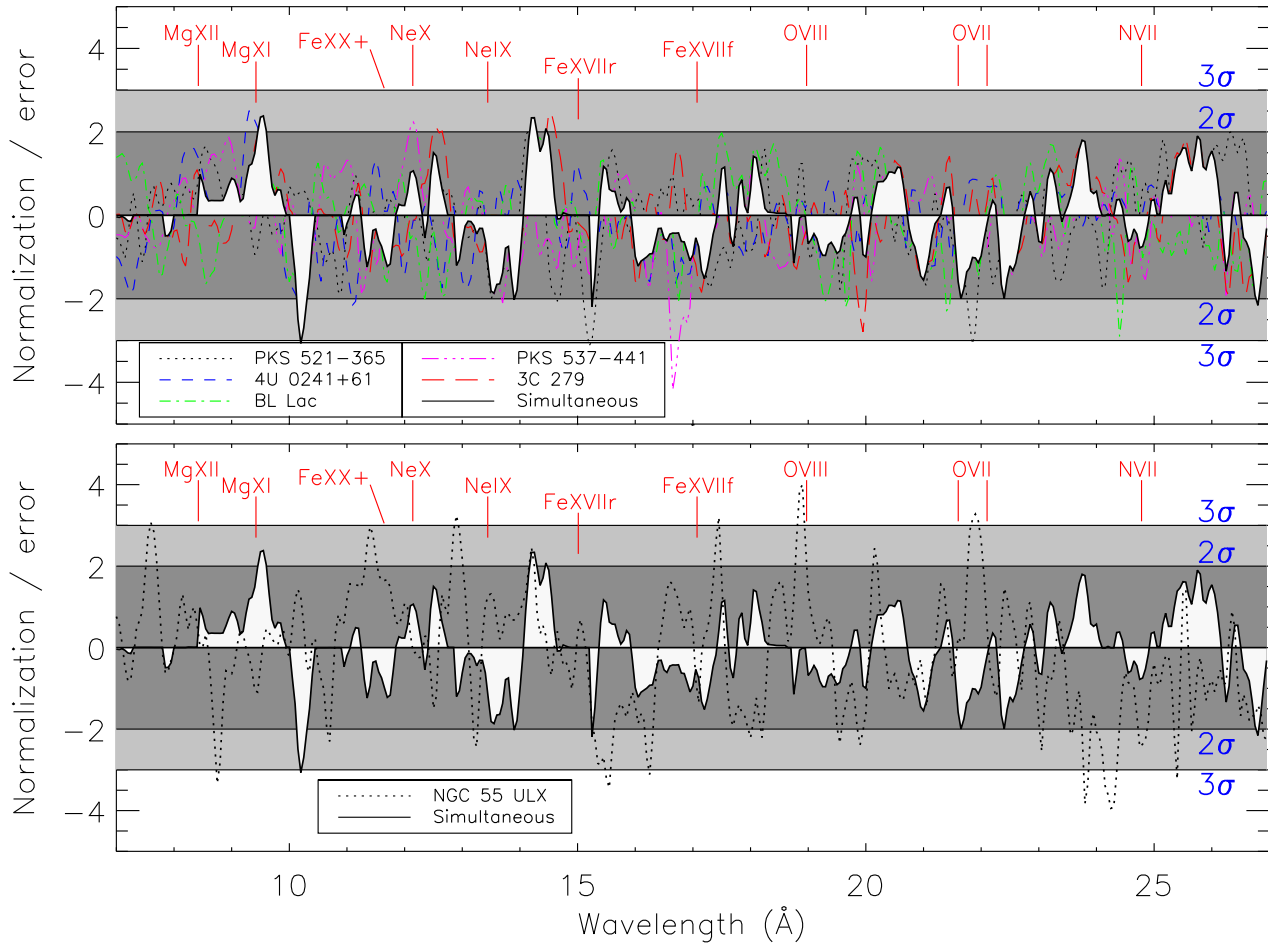 MgXII
MgXI
FeXX+
NeX
NeIX
FeXVIIr
FeXVIIf
OVIII
OVII
NVII
3σ
2σ
2σ
3σ
4
2
0
−2
−4
Normalization / error
PKS 521−365
4U 0241+61
BL Lac
PKS 537−441
3C 279
Simultaneous
MgXII
MgXI
FeXX+
NeX
NeIX
FeXVIIr
FeXVIIf
OVIII
OVII
NVII
3σ
2σ
2σ
3σ
4
2
0
−2
−4
Normalization / error
NGC 55 ULX
Simultaneous
10
15
20
25
Wavelength (Å)